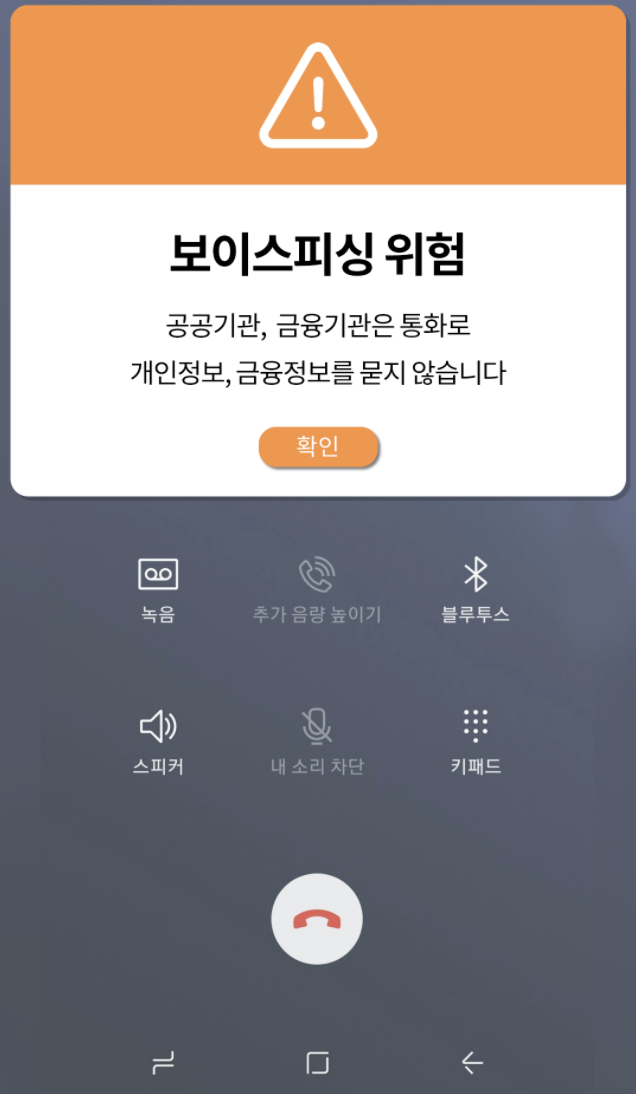 보이스피싱 위험
공공기관, 금융기관은 통화로
개인정보, 금융정보를 묻지 않습니다
확인
녹음
추가 음량 높이기
블루투스
스피커
내 소리 차단
키패드